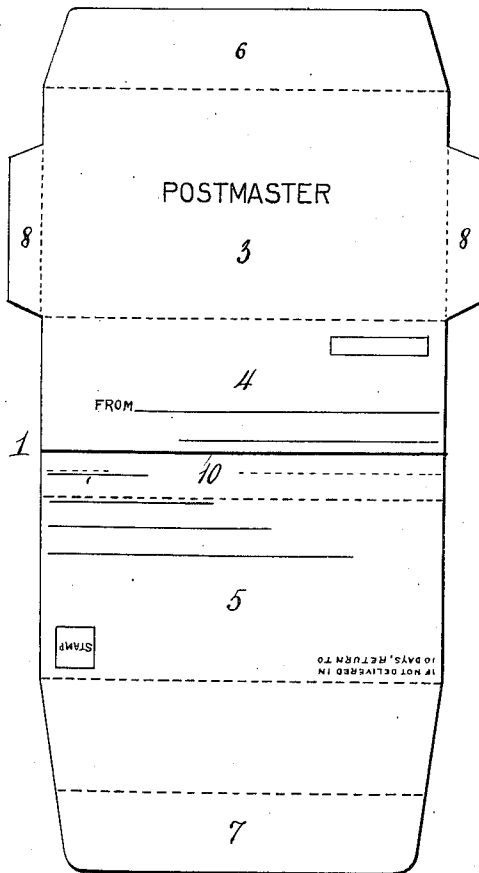 6
POSTMASTER
8
3
8
4
FROM
1
10
5
STAMP
IF NOT DELIVERED IN
10 DAYS, RETURN TO
7